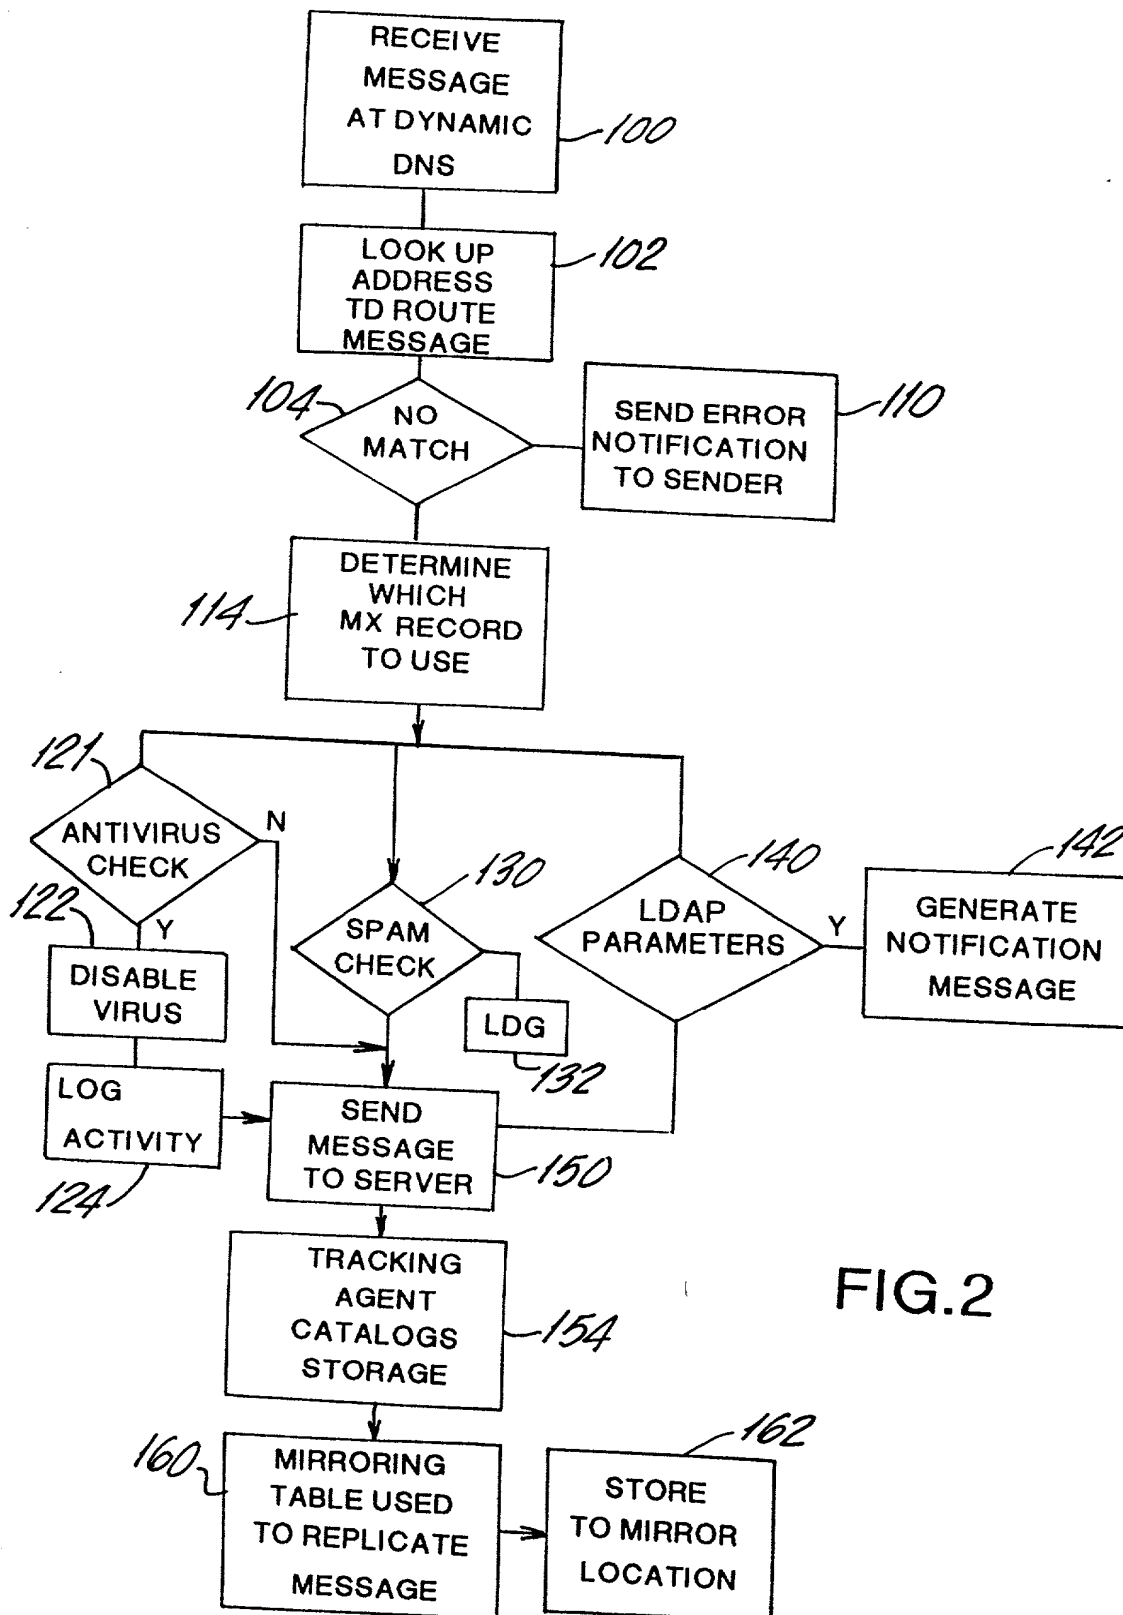 RECEIVE
MESSAGE
AT DYNAMIC
DNS
100
LOOK UP
ADDRESS
TD ROUTE
MESSAGE
102
104
NO
MATCH
SEND ERROR
NOTIFICATION
TO SENDER
110
DETERMINE
WHICH
MX RECORD
TO USE
114
121
ANTIVIRUS
CHECK
N
Y
122
DISABLE
VIRUS
LOG
ACTIVITY
124
130
SPAM
CHECK
LDG
132
140
LDAP
PARAMETERS
Y
142
GENERATE
NOTIFICATION
MESSAGE
SEND
MESSAGE
TO SERVER
150
TRACKING
AGENT
CATALOGS
STORAGE
154
FIG.2
160
MIRRORING
TABLE USED
TO REPLICATE
MESSAGE
162
STORE
TO MIRROR
LOCATION